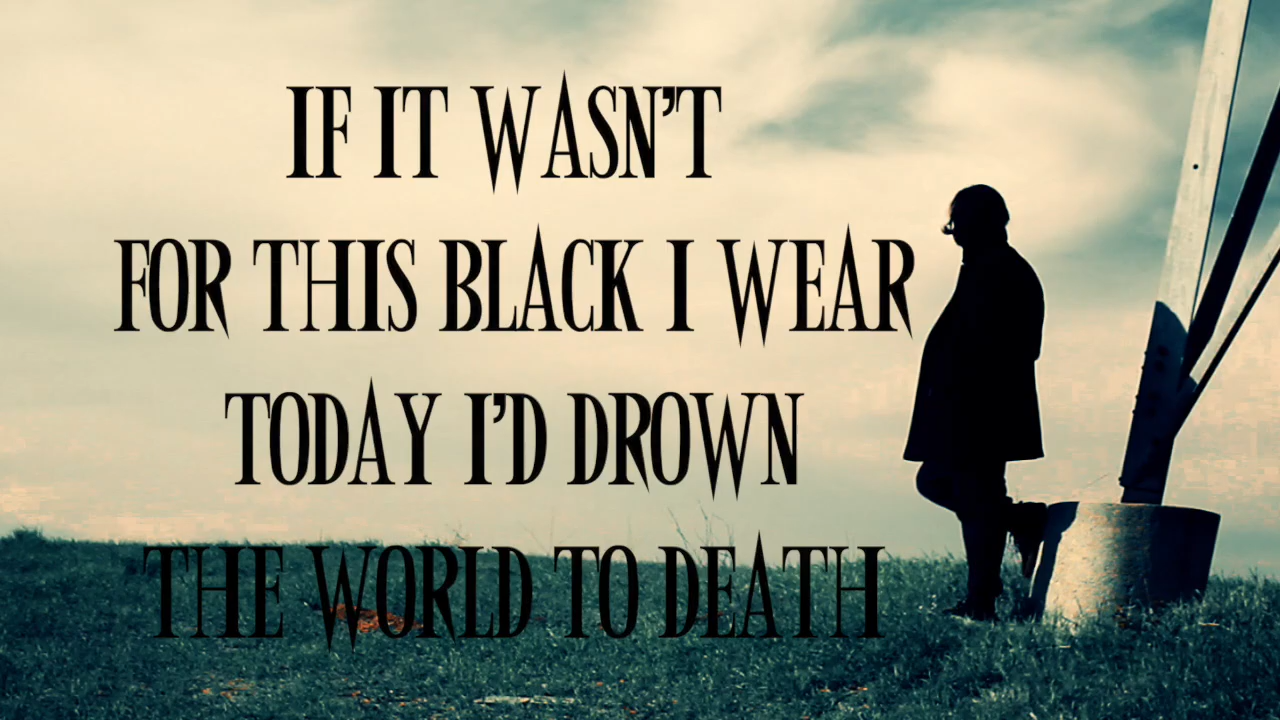 IF IT WASN'T
FOR THIS BLACK I WEAR
TODAY I'D DROWN
THE WORLD TO DEATH